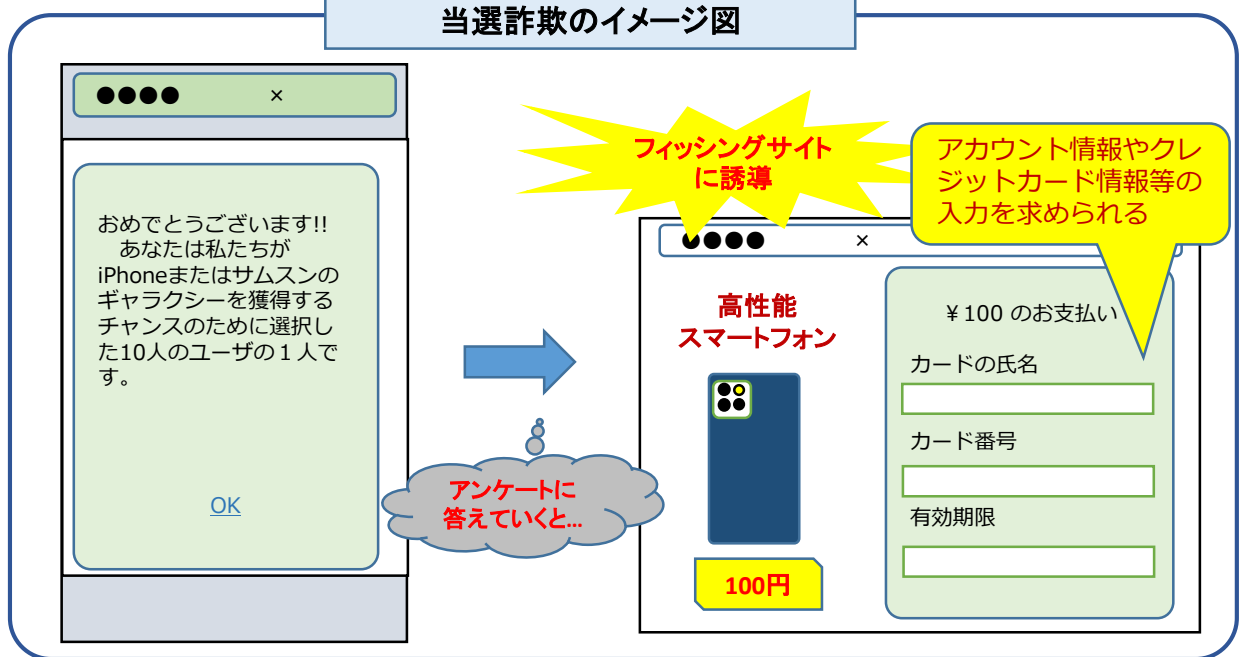 当選詐欺のイメージ図
●●●● ×
おめでとうございます!!
あなたは私たちが
iPhoneまたはサムスンの
ギャラクシーを獲得する
チャンスのために選択し
た10人のユーザの１人で
す。
OK
アンケートに
答えていくと…
フィッシングサイト
に誘導
アカウント情報やクレ
ジットカード情報等の
入力を求められる
●●●● ×
高性能
スマートフォン
100円
￥100 のお支払い
カードの氏名
カード番号
有効期限